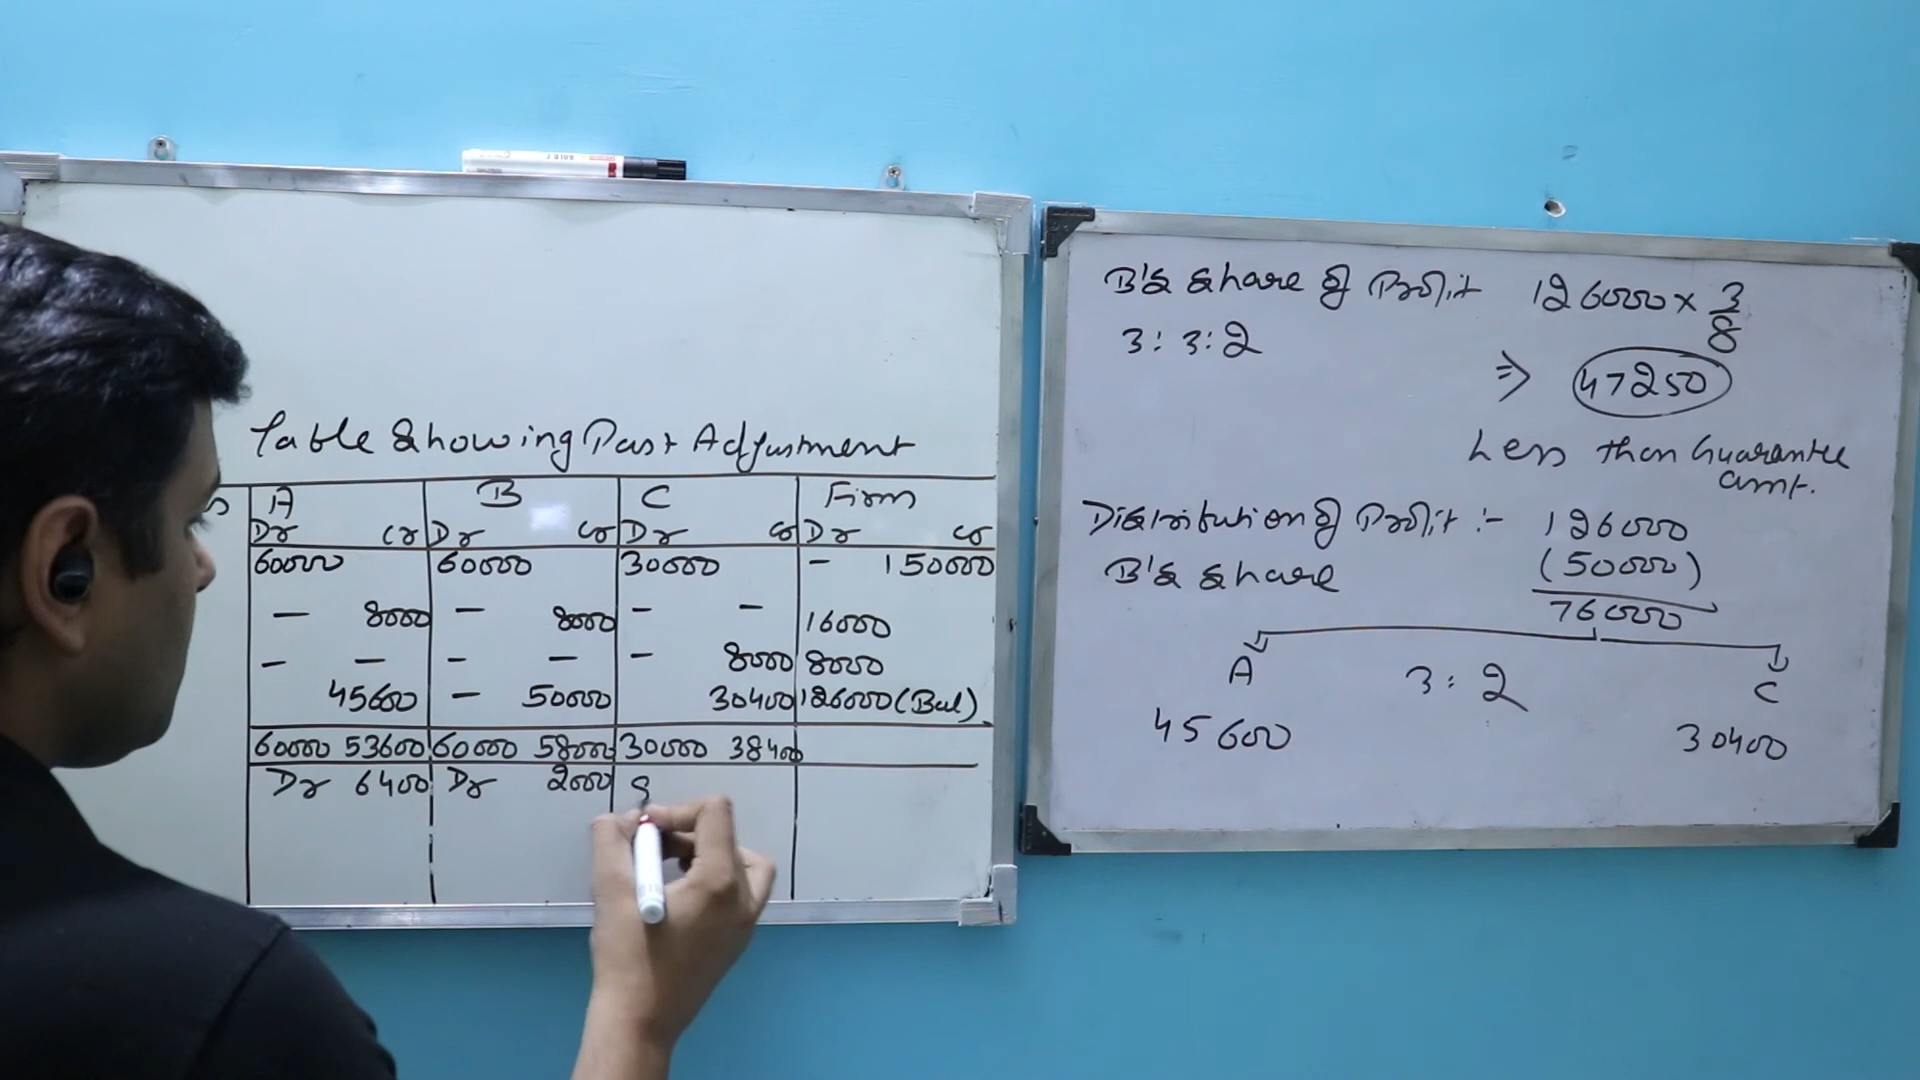 Table Showing Past Adjustment
A B C Firm
Dr Cr Dr Cr Dr Cr Dr Cr
60000 60000 30000 - 150000
- 8000 - 8000 - - 16000
- - - - - 8000 8000
45600 - 50000 30400 126000 (Bal)
60000 53600 60000 58000 30000 38400
Dr 6400 Dr 2000
B's share of Profit 126000 × 3/8
3:3:2
⇒ 47250
Less than Guarantee
amt.
Distribution of Profit :- 126000
B's share (50000)
76000
A 3:2 C
45600 30400